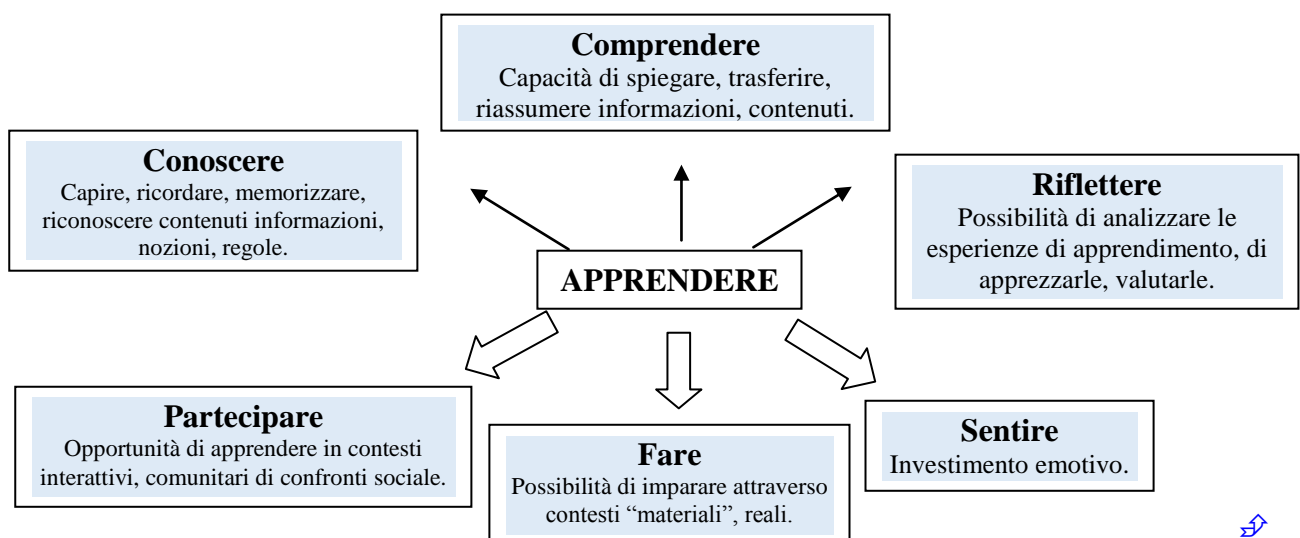 Comprendere
Capacità di spiegare, trasferire,
riassumere informazioni, contenuti.
Conoscere
Capire, ricordare, memorizzare,
riconoscere contenuti informazioni,
nozioni, regole.
Riflettere
Possibilità di analizzare le
esperienze di apprendimento, di
apprezzarle, valutarle.
APPRENDERE
Partecipare
Opportunità di apprendere in contesti
interattivi, comunitari di confronti sociale.
Fare
Possibilità di imparare attraverso
contesti “materiali”, reali.
Sentire
Investimento emotivo.